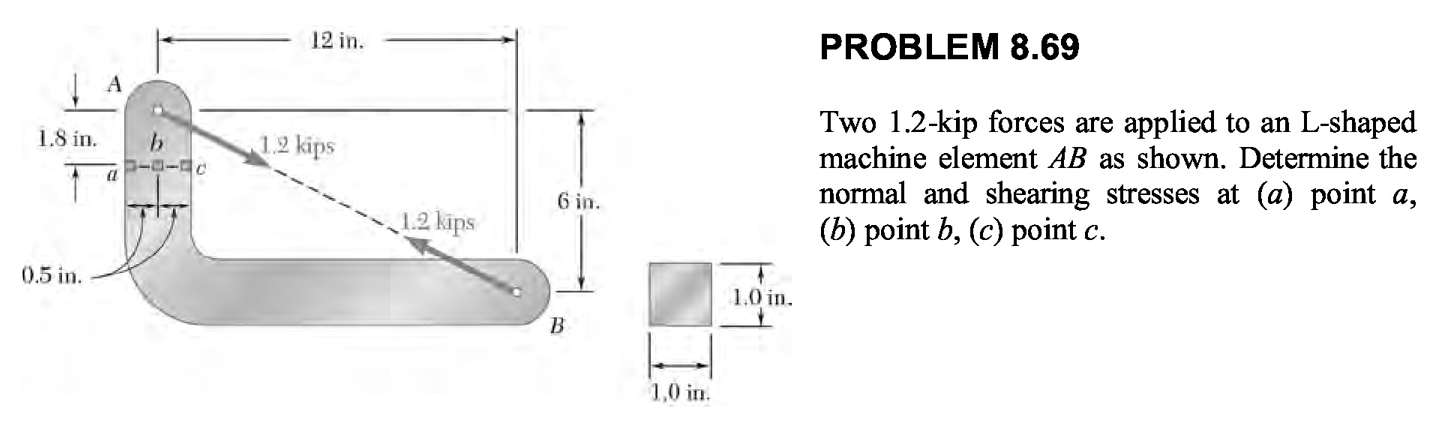 12 in.
A
1.8 in.
b
1.2 kips
a
c
6 in.
1.2 kips
0.5 in.
B
1.0 in.
1.0 in.
PROBLEM 8.69
Two 1.2-kip forces are applied to an L-shaped
machine element AB as shown. Determine the
normal and shearing stresses at (a) point a,
(b) point b, (c) point c.